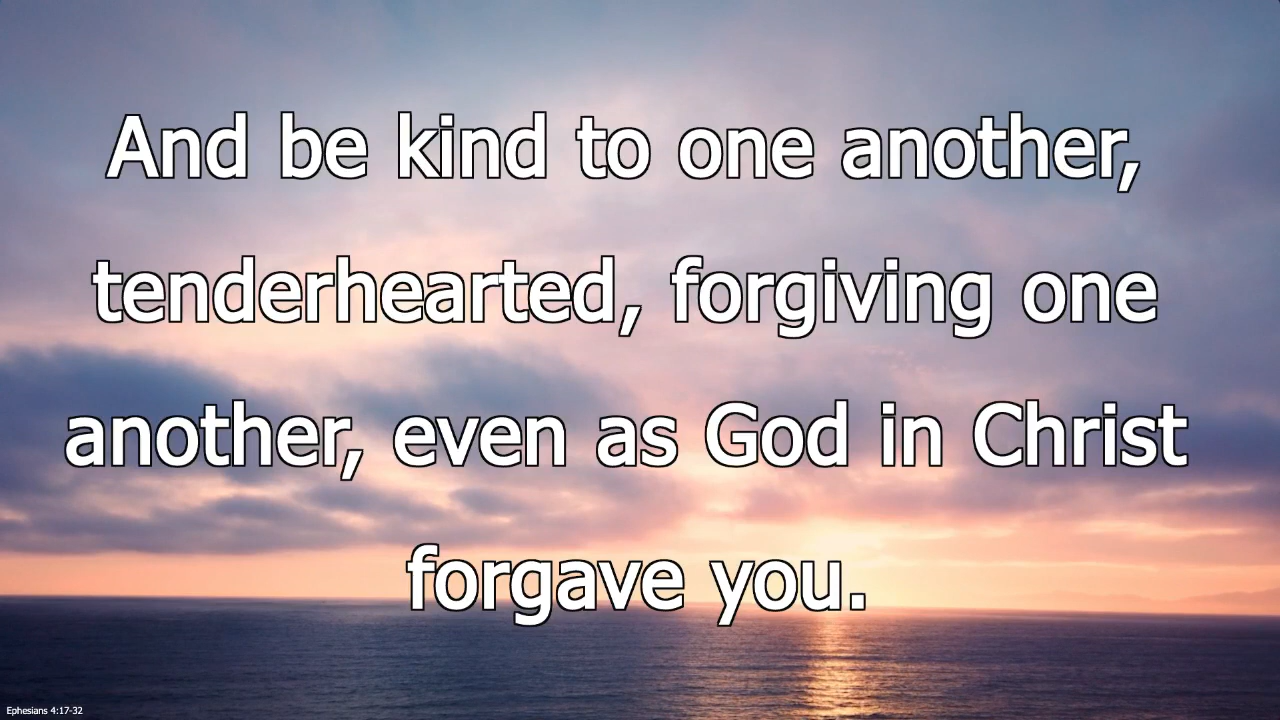 And be kind to one another,
tenderhearted, forgiving one
another, even as God in Christ
forgave you.
Ephesians 4:17-32